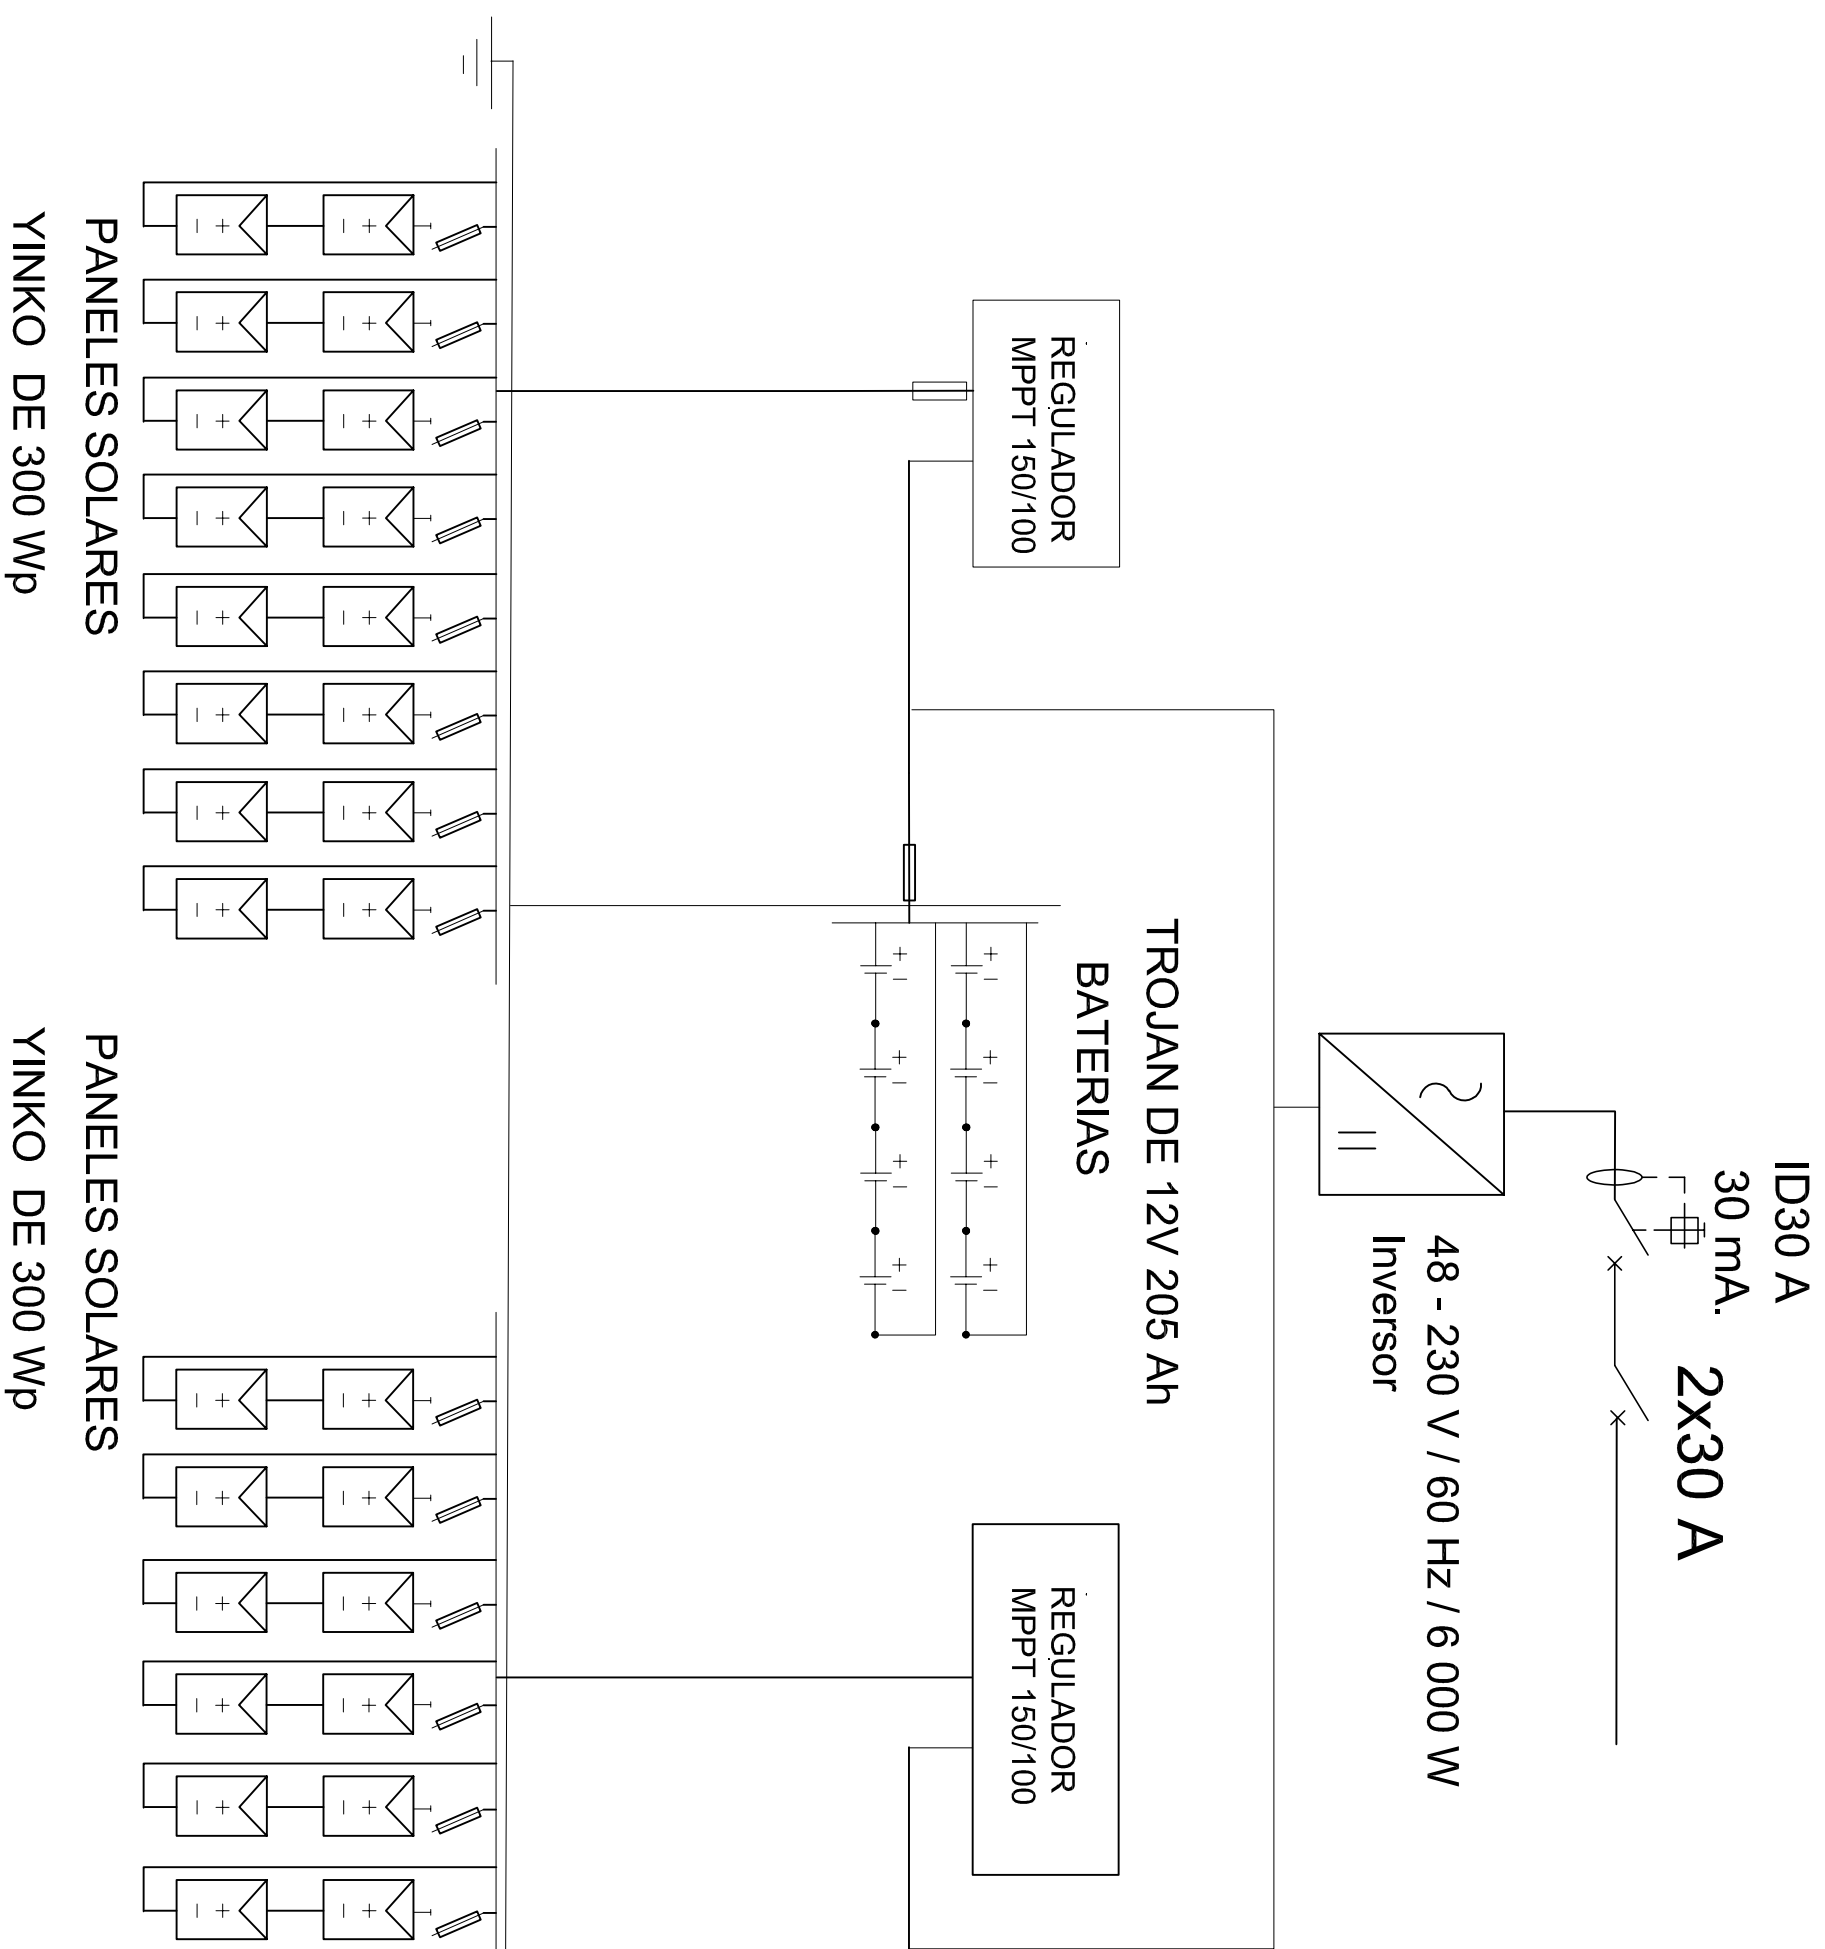 ID30 A
30 mA.
2x30 A
48 - 230 V / 60 Hz / 6 000 W
Inversor
TROJAN DE 12V 205 Ah
BATERIAS
REGULADOR
MPPT 150/100
REGULADOR
MPPT 150/100
PANELES SOLARES
YINKO DE 300 Wp
PANELES SOLARES
YINKO DE 300 Wp